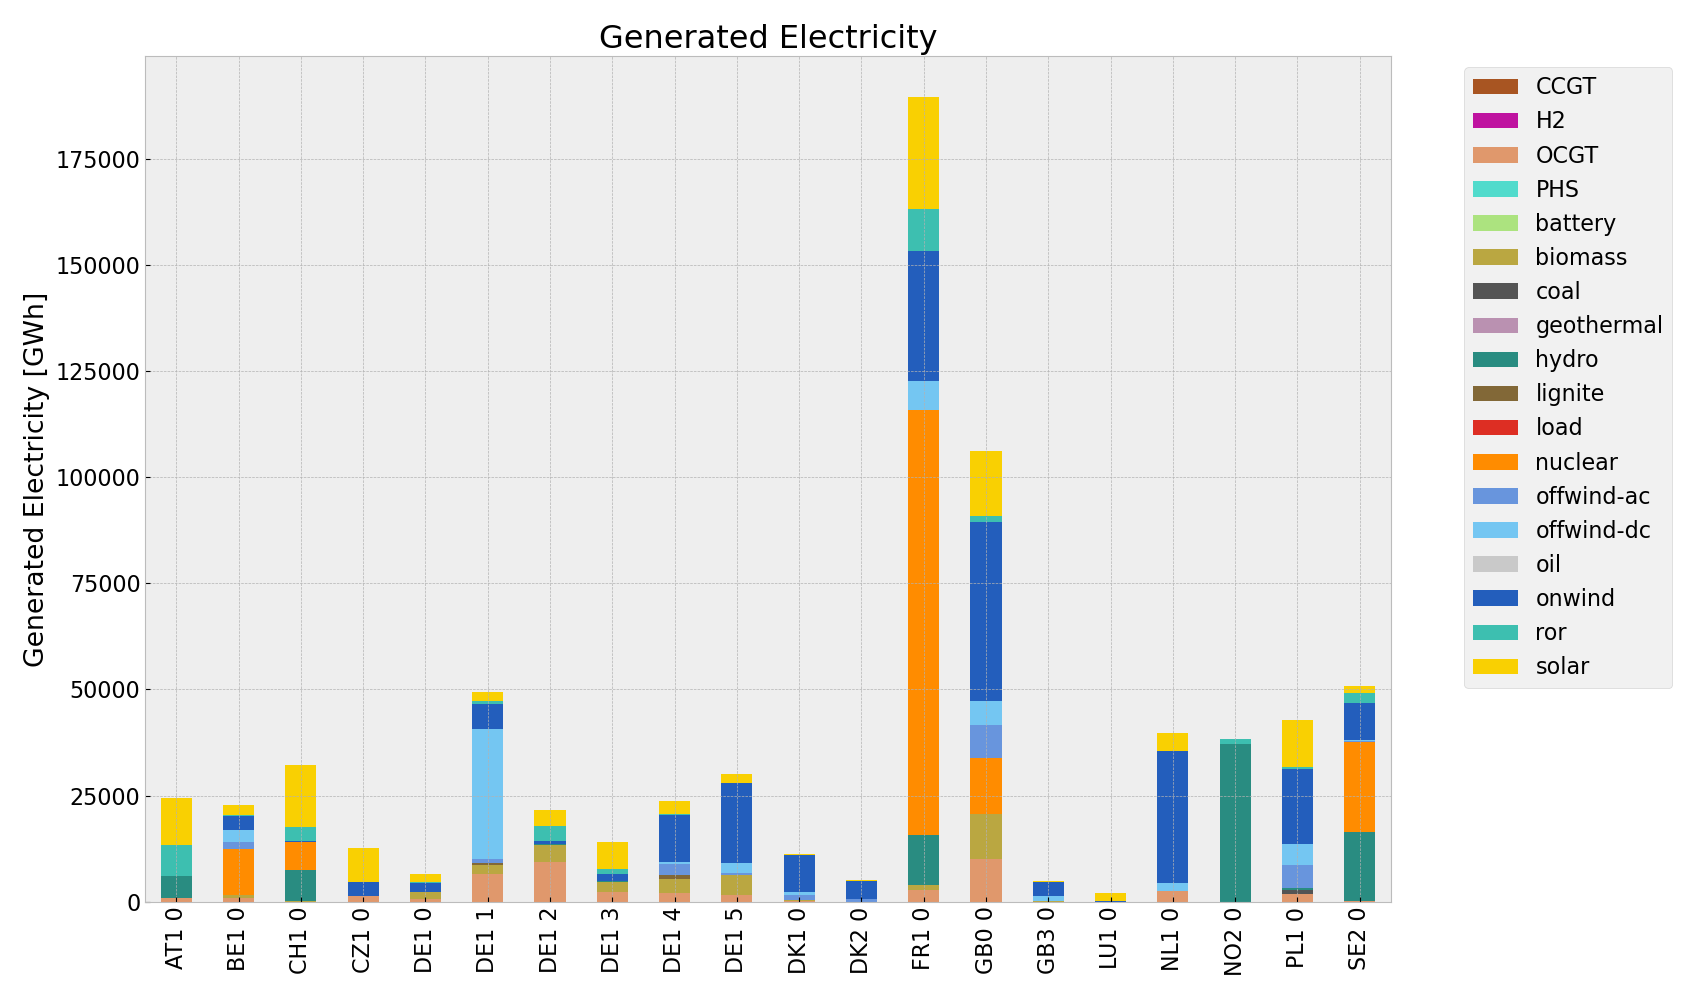 Generated Electricity
Generated Electricity [GWh]
175000
150000
125000
100000
75000
50000
25000
0
AT1 0
BE1 0
CH1 0
CZ1 0
DE1 0
DE1 1
DE1 2
DE1 3
DE1 4
DE1 5
DK1 0
DK2 0
FR1 0
GB0 0
GB3 0
LU1 0
NL1 0
NO2 0
PL1 0
SE2 0
CCGT
H2
OCGT
PHS
battery
biomass
coal
geothermal
hydro
lignite
load
nuclear
offwind-ac
offwind-dc
oil
onwind
ror
solar